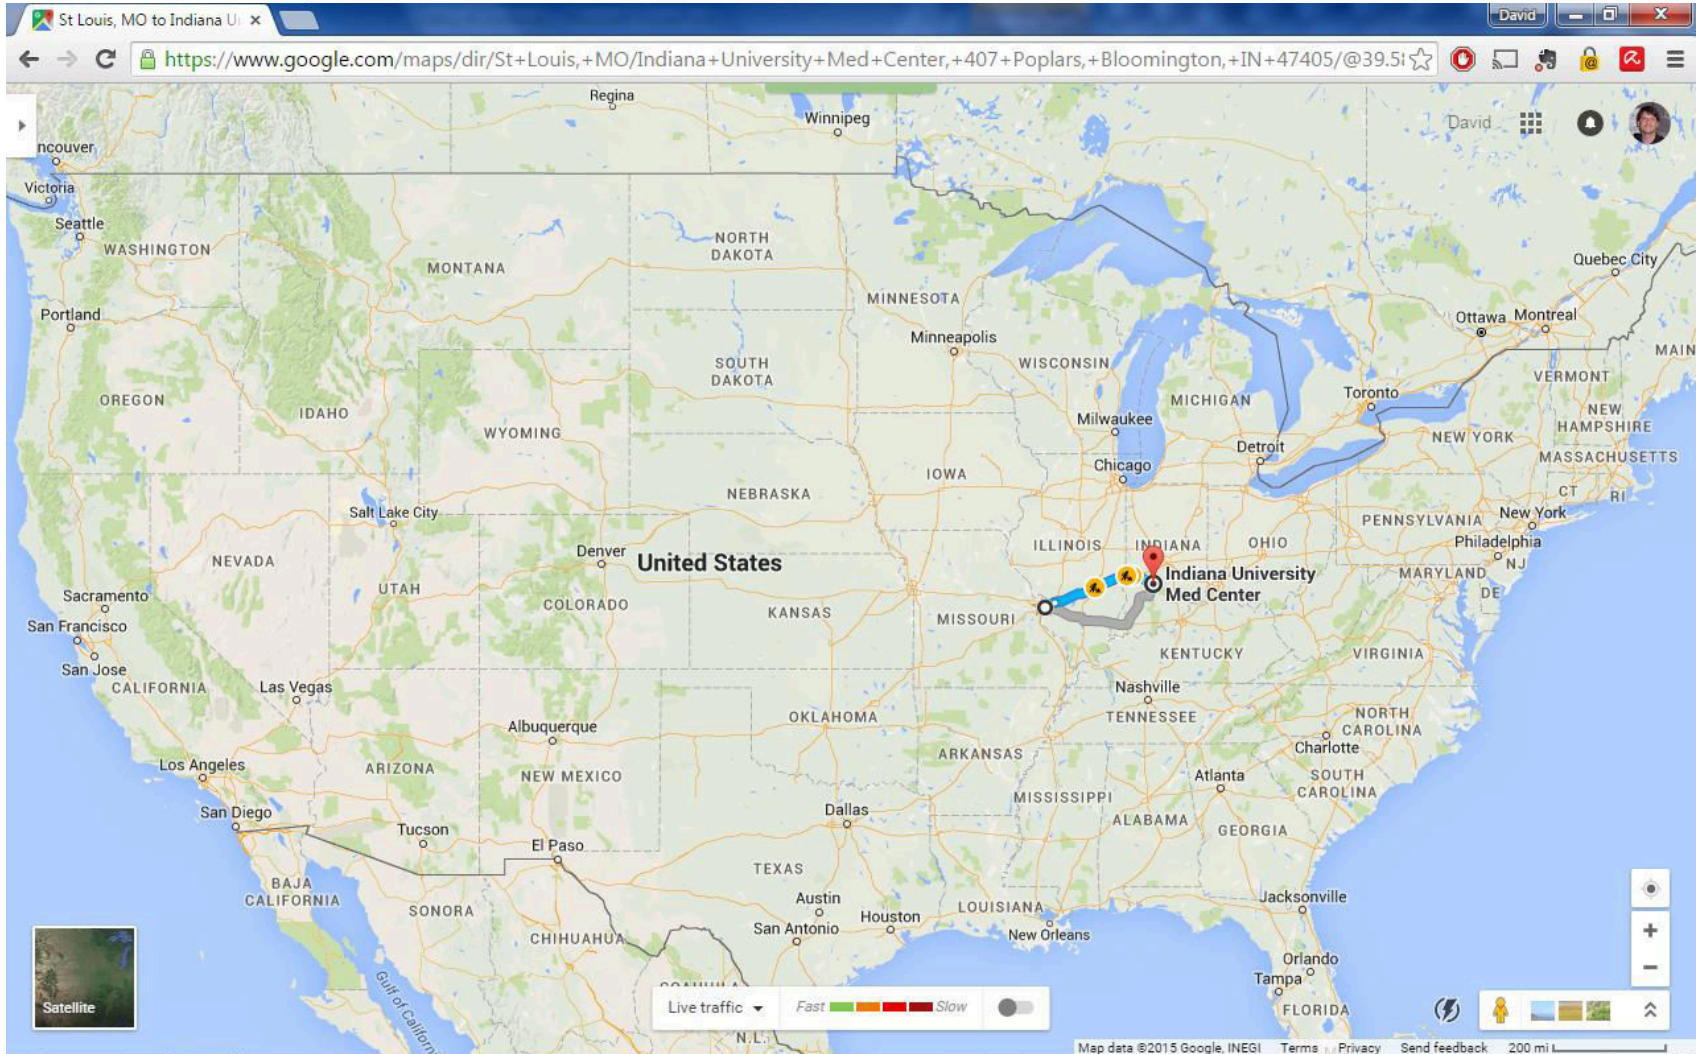 St Louis, MO to Indiana U
David
https://www.google.com/maps/dir/St+Louis,+MO/Indiana+University+Med+Center,+407+Poplars,+Bloomington,+IN+47405/@39.5
Regina
Winnipeg
David
ncouver
Victoria
Seattle
WASHINGTON
NORTH
DAKOTA
MONTANA
Quebec City
MINNESOTA
Portland
Ottawa
Montreal
Minneapolis
MAIN
WISCONSIN
SOUTH
DAKOTA
VERMONT
OREGON
IDAHO
MICHIGAN
Toronto
NEW
HAMPSHIRE
Milwaukee
WYOMING
NEW YORK
Detroit
MASSACHUSETTS
Chicago
IOWA
NEBRASKA
CT
RI
Salt Lake City
New York
PENNSYLVANIA
ILLINOIS
INDIANA
OHIO
Philadelphia
NEVADA
Denver
United States
NJ
MARYLAND
Indiana University
Med Center
UTAH
DE
Sacramento
COLORADO
KANSAS
MISSOURI
San Francisco
KENTUCKY
VIRGINIA
San Jose
CALIFORNIA
Las Vegas
Nashville
TENNESSEE
OKLAHOMA
NORTH
CAROLINA
Albuquerque
Charlotte
ARKANSAS
Los Angeles
ARIZONA
NEW MEXICO
Atlanta
SOUTH
CAROLINA
MISSISSIPPI
San Diego
Dallas
ALABAMA
Tucson
GEORGIA
El Paso
TEXAS
BAJA
CALIFORNIA
Austin
Jacksonville
SONORA
Houston
LOUISIANA
San Antonio
New Orleans
CHIHUAHUA
Orlando
Tampa
Gulf of California
COAHUILA
Satellite
Live traffic
Fast
Slow
FLORIDA
N.L.
Map data ©2015 Google, INEGI
Terms
Privacy
Send feedback
200 mi